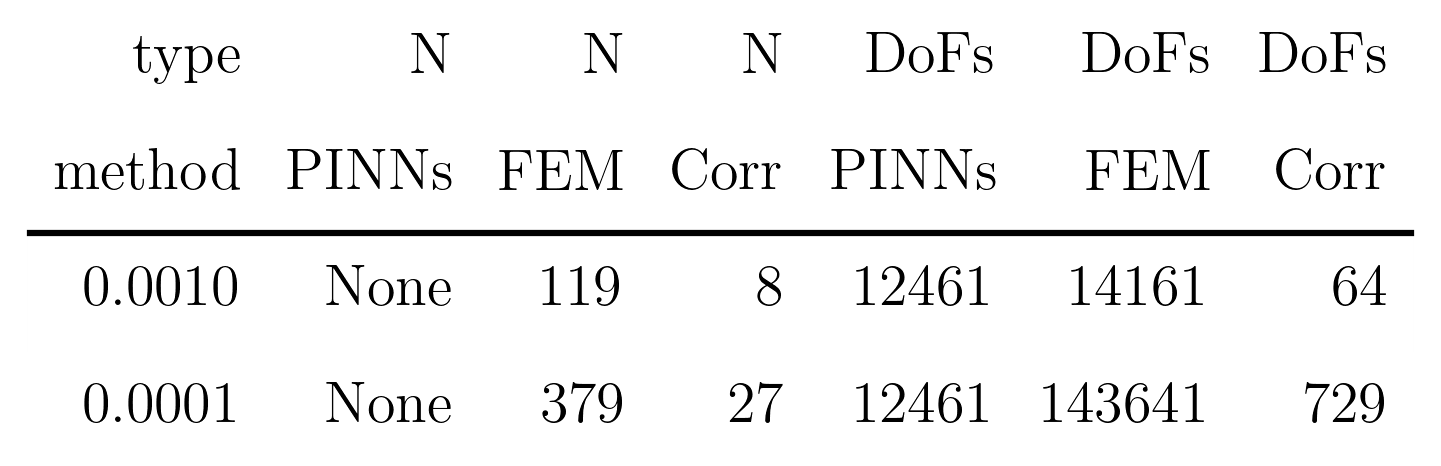 type N N N DoFs DoFs DoFs
method PINNs FEM Corr PINNs FEM Corr
0.0010 None 119 8 12461 14161 64
0.0001 None 379 27 12461 143641 729